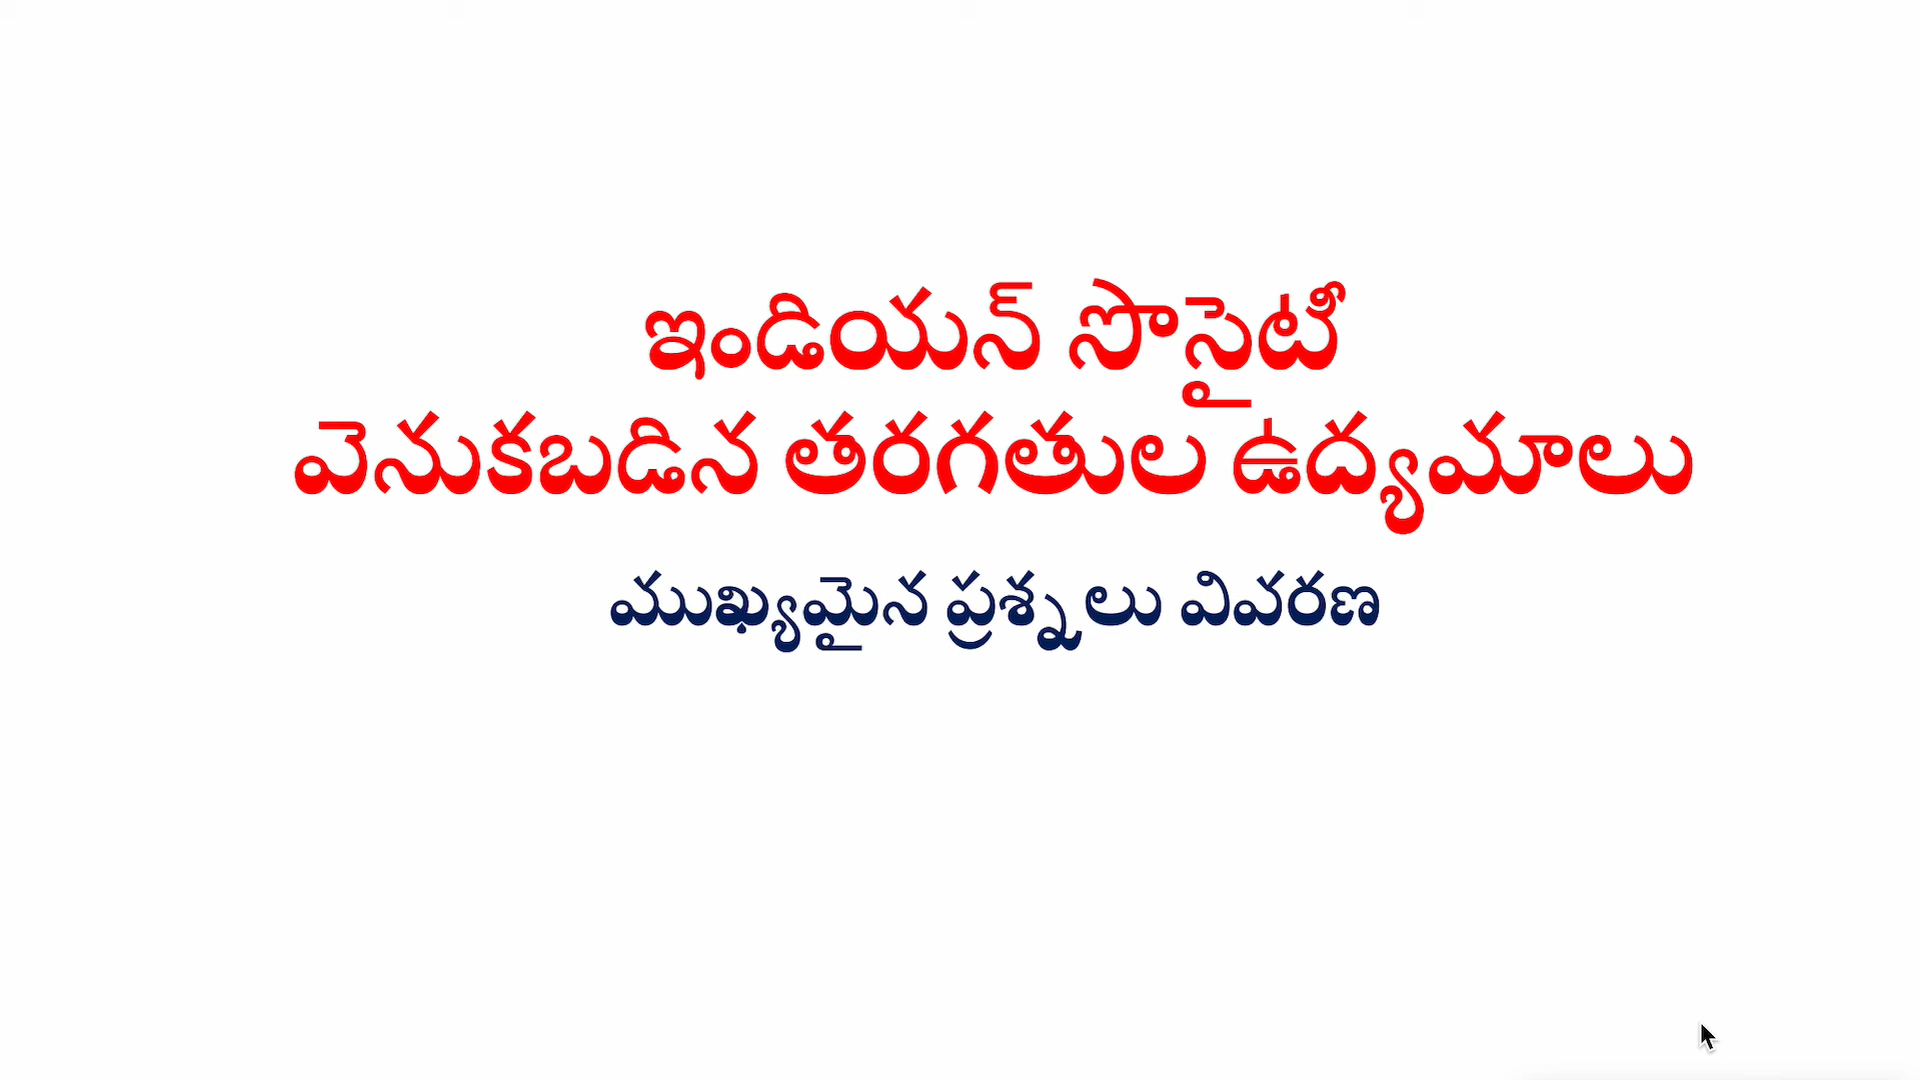 ఇండియన్ సొసైటీ
వెనుకబడిన తరగతుల ఉద్యమాలు
ముఖ్యమైన ప్రశ్నలు వివరణ